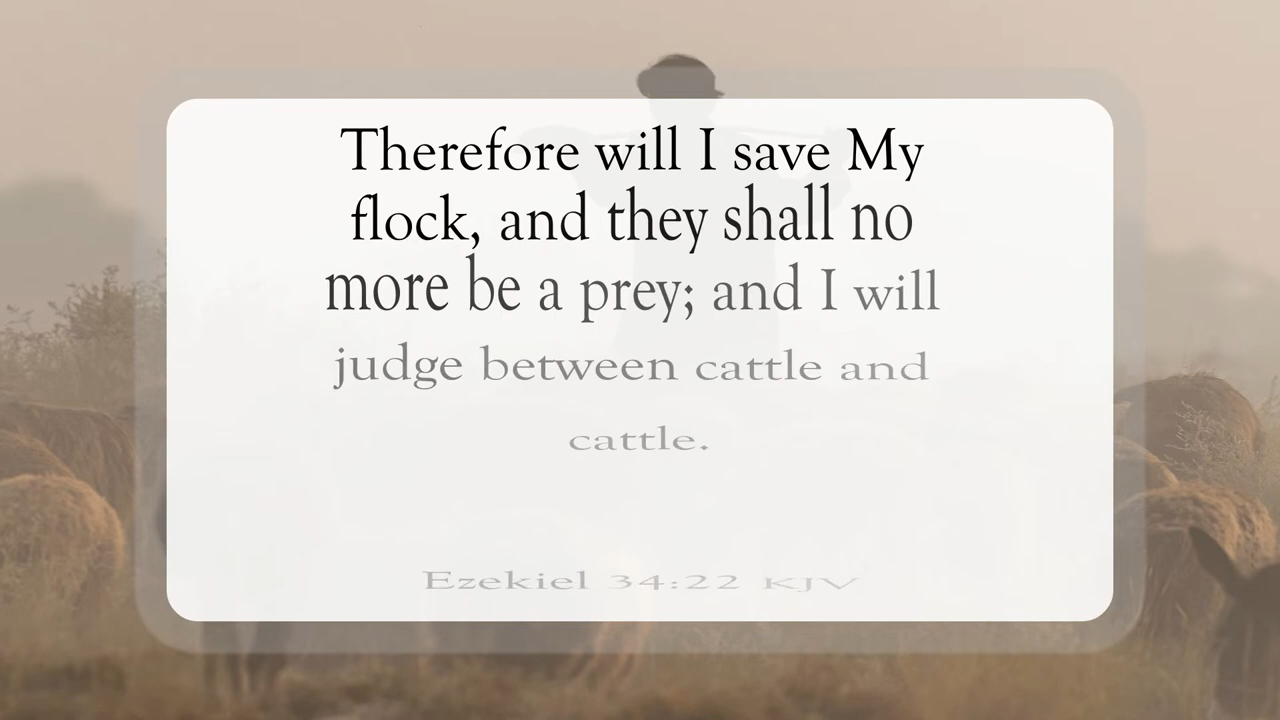 Therefore will I save My
flock, and they shall no
more be a prey; and I will
judge between cattle and
cattle.
Ezekiel 34:22 KJV